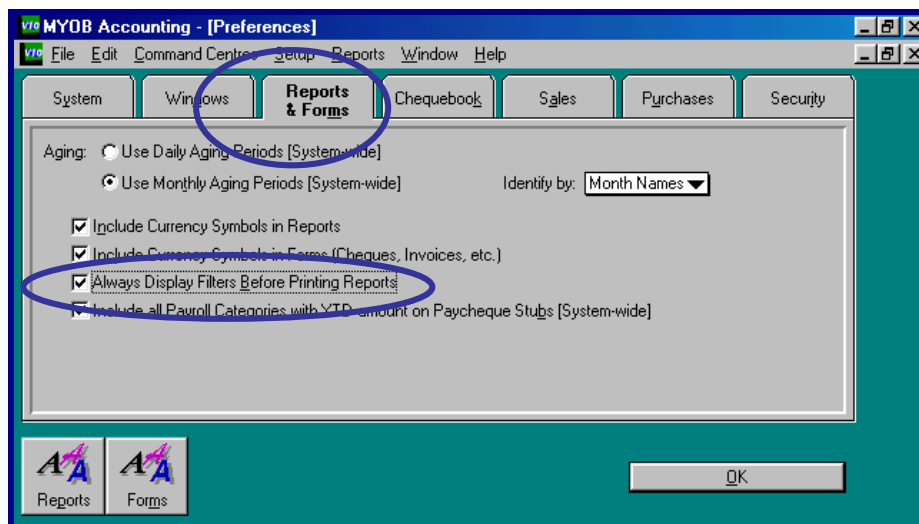 V10 MYOB Accounting - [Preferences]
V10 File Edit Command Centres Setup Reports Window Help
System Windows Reports & Forms Chequebook Sales Purchases Security
Aging: Use Daily Aging Periods [System-wide]
Use Monthly Aging Periods [System-wide] Identify by: Month Names
Include Currency Symbols in Reports
Include Currency Symbols in Forms (Cheques, Invoices, etc.)
Always Display Filters Before Printing Reports
Include all Payroll Categories with YTD amount on Paycheque Stubs [System-wide]
Reports Forms
OK